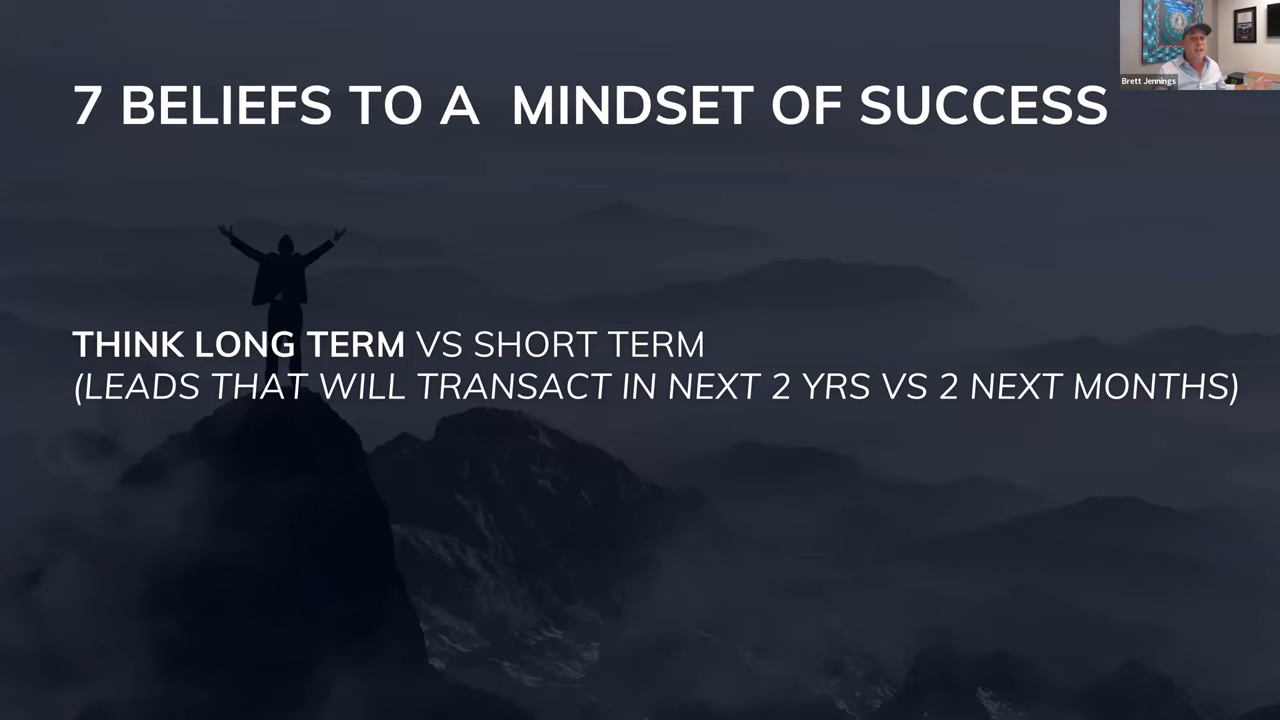 7 BELIEFS TO A MINDSET OF SUCCESS
Brett Jennings
THINK LONG TERM VS SHORT TERM
(LEADS THAT WILL TRANSACT IN NEXT 2 YRS VS 2 NEXT MONTHS)